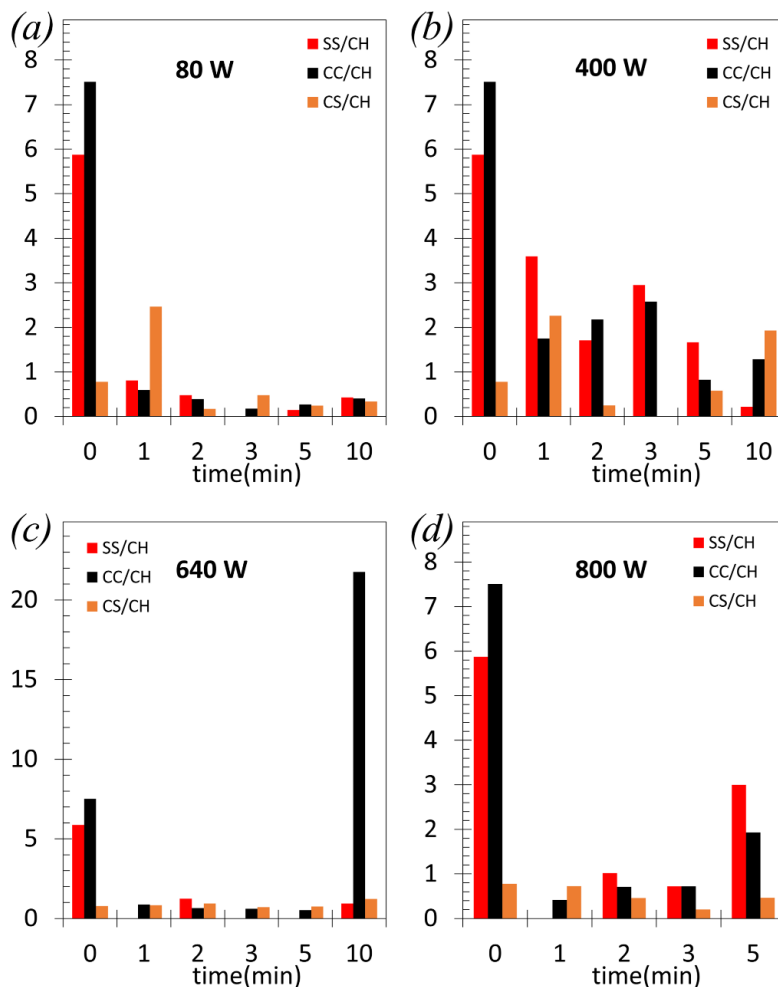 (a)
80 W
SS/CH
CC/CH
CS/CH
8
7
6
5
4
3
2
1
0
0 1 2 3 5 10
time(min)
(b)
400 W
SS/CH
CC/CH
CS/CH
8
7
6
5
4
3
2
1
0
0 1 2 3 5 10
time(min)
(c)
640 W
SS/CH
CC/CH
CS/CH
20
15
10
5
0
0 1 2 3 5 10
time(min)
(d)
800 W
SS/CH
CC/CH
CS/CH
8
7
6
5
4
3
2
1
0
0 1 2 3 5
time(min)